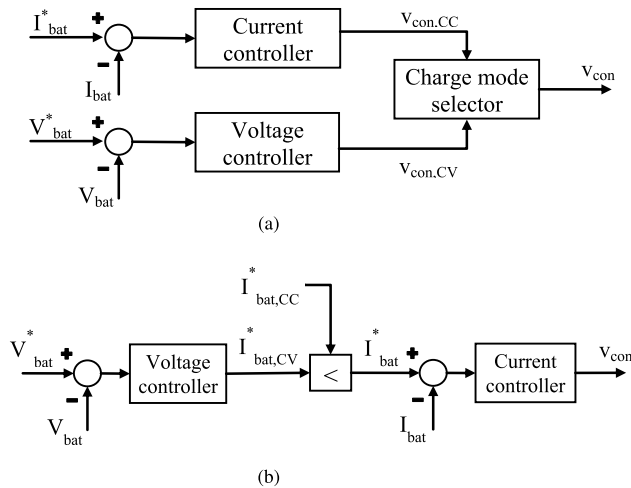 I*bat
+
-
Ibat
Current
controller
vcon,CC
Charge mode
selector
vcon
V*bat
+
-
Vbat
Voltage
controller
vcon,CV
(a)
I*bat,CC
V*bat
+
-
Vbat
Voltage
controller
I*bat,CV
<
I*bat
+
-
Ibat
Current
controller
vcon
(b)